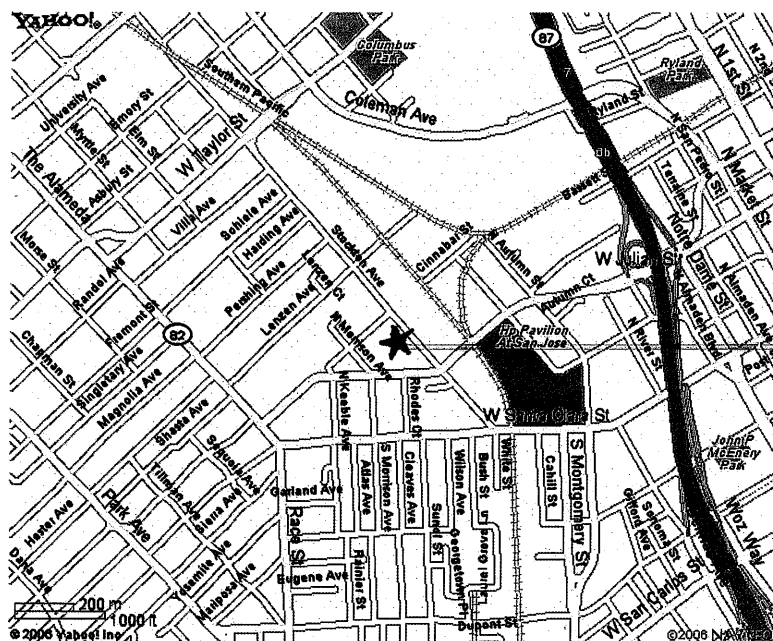 YAHOO!
Columbus
Park
87
Ryland
Park
N 1st St
N 2nd
Southern Pacific
Coleman Ave
Ryland St
University Ave
Emory St
Myrtle St
Elm St
Asbury St
W Taylor St
The Alameda
N San Pedro St
N Market St
Bassett
Terraine St
Villa Ave
Schiele Ave
Harding Ave
Stockton Ave
Cinnabar St
N Autumn St
W Julian St
Notre Dame St
Morse St
Randol Ave
Pershing Ave
Lenzen Ave
Lenzen Ct
Autumn Ct
N Almaden Ave
Almaden Blvd
Fremont St
Hp Pavilion
At San Jose
N River St
Chapman St
Singletary Ave
82
N Morrison Ave
Post
Magnolia Ave
N Keeble Ave
Rhodes Ct
W Santa Clara St
Shasta Ave
Sequoia Ave
Tillman Ave
Atlas Ave
S Morrison Ave
Cleaves Ave
Wilson Ave
Bush St
White St
Cahill St
S Montgomery St
John P
McEnery
Park
Park Ave
Garland Ave
Sierra Ave
Hester Ave
Race St
Sunol St
Georgetown Pl
Gifford Ave
Sonoma St
Woz Way
Dana Ave
Yosemite Ave
Mariposa Ave
Eugene Ave
Rainier St
Dupont St
W San Carlos St
200 m
1000 ft
© 2006 Yahoo! Inc
©2006 NAVTEQ